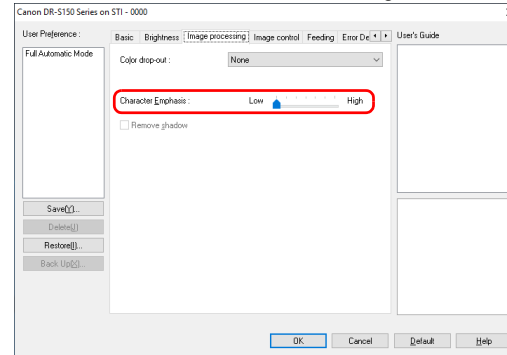 Canon DR-S150 Series on STI - 0000
User Preference :
Full Automatic Mode
Save(Y)...
Delete(J)
Restore(I)...
Back Up(K)...
Basic Brightness Image processing Image control Feeding Error De
Color drop-out : None
Character Emphasis : Low High
Remove shadow
User's Guide
OK Cancel Default Help